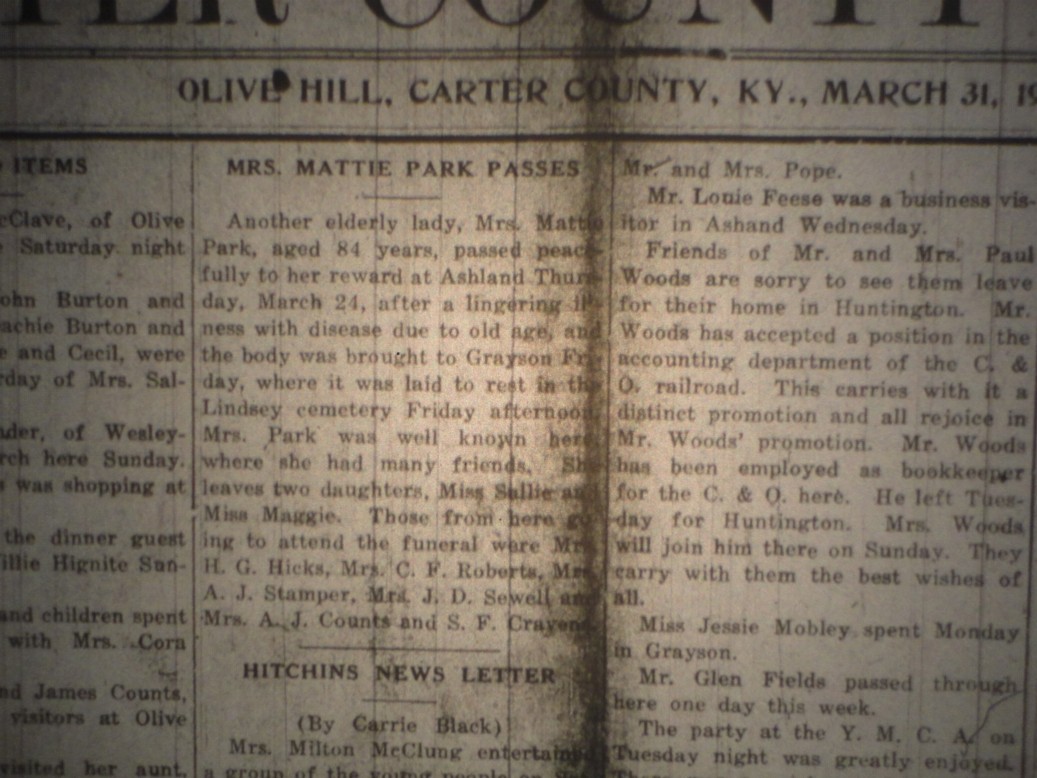 COUNTY
OLIVE HILL, CARTER COUNTY, KY., MARCH 31,
ITEMS
of Olive
Saturday night
Burton and
Burton and
and Cecil, were
of Mrs. Sal-
of Wesley-
here Sunday.
was shopping at
the dinner guest
Hignite Sun-
and children spent
with Mrs. Cora
James Counts,
visitors at Olive
visited her aunt,
MRS. MATTIE PARK PASSES
Another elderly lady, Mrs. Mattie
Park, aged 84 years, passed peace-
fully to her reward at Ashland Thurs-
day, March 24, after a lingering ill-
ness with disease due to old age, and
the body was brought to Grayson Fri-
day, where it was laid to rest in the
Lindsey cemetery Friday afternoon.
Mrs. Park was well known here,
where she had many friends. She
leaves two daughters, Miss Sallie and
Miss Maggie. Those from here go-
ing to attend the funeral were Mrs.
H. G. Hicks, Mrs. C. F. Roberts, Mrs.
A. J. Stamper, Mrs. J. D. Sewell and
Mrs. A. J. Counts and S. F. Craven
HITCHINS NEWS LETTER
(By Carrie Black)
Mrs. Milton McClung entertained
a group of the young people on
Mr. and Mrs. Pope.
Mr. Louie Feese was a business vis-
itor in Ashand Wednesday.
Friends of Mr. and Mrs. Paul
Woods are sorry to see them leave
for their home in Huntington. Mr.
Woods has accepted a position in the
accounting department of the C. &
O. railroad. This carries with it a
distinct promotion and all rejoice in
Mr. Woods' promotion. Mr. Woods
has been employed as bookkeeper
for the C. & O. here. He left Tues-
day for Huntington. Mrs. Woods
will join him there on Sunday. They
carry with them the best wishes of
all.
Miss Jessie Mobley spent Monday
in Grayson.
Mr. Glen Fields passed through
here one day this week.
The party at the Y. M. C. A. on
Tuesday night was greatly enjoyed.